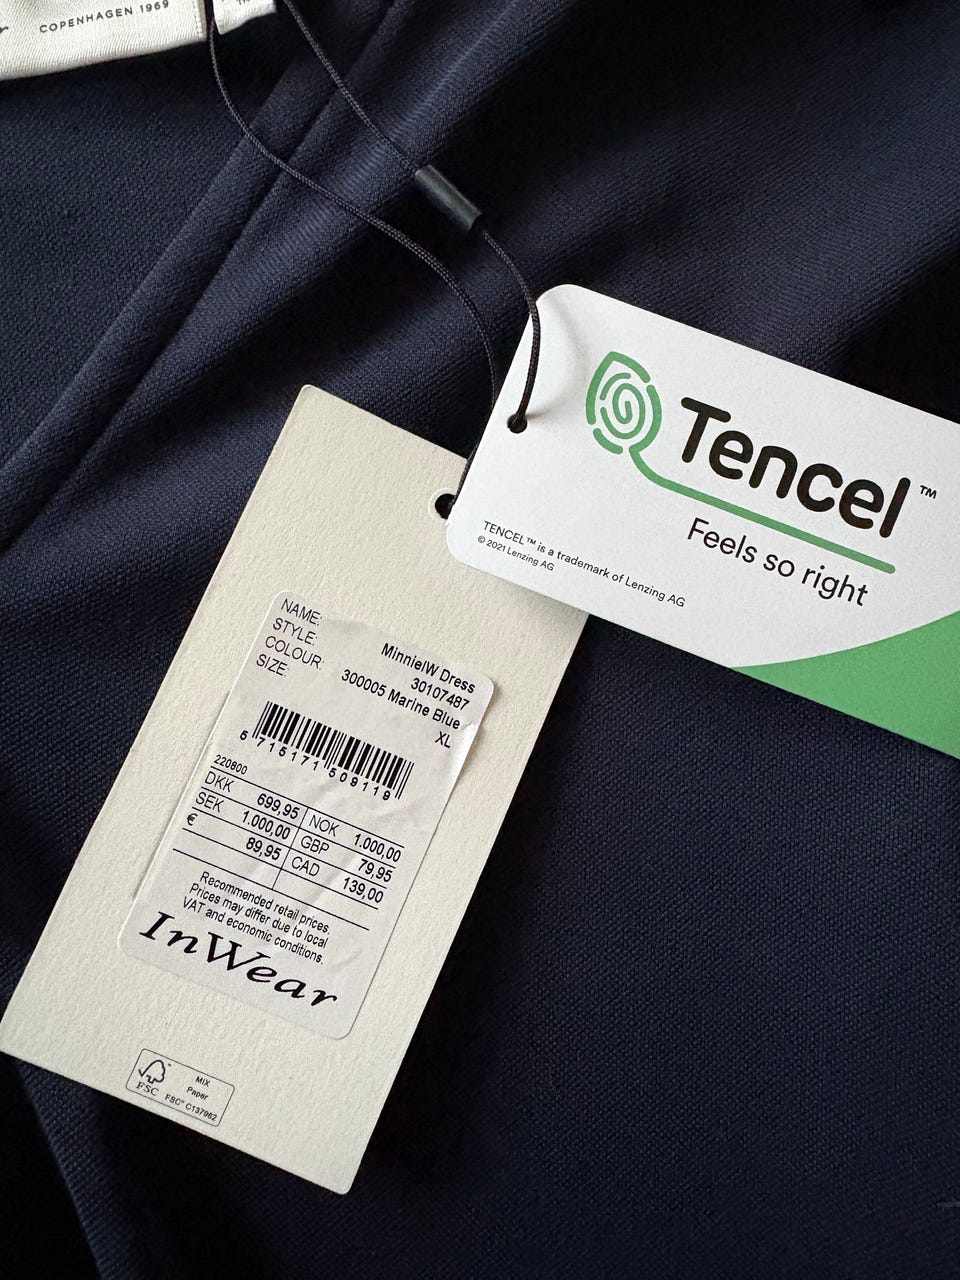 COPENHAGEN 1969
Tencel™
Feels so right
TENCEL™ is a trademark of Lenzing AG
© 2021 Lenzing AG
NAME: MinnieIW Dress
STYLE: 30107487
COLOUR: 300005 Marine Blue
SIZE: XL
5 715171 509119
220800
DKK 699,95 NOK 1.000,00
SEK 1.000,00 GBP 79,95
€ 89,95 CAD 139,00
Recommended retail prices.
Prices may differ due to local
VAT and economic conditions.
InWear
FSC
MIX
Paper
FSC® C137962